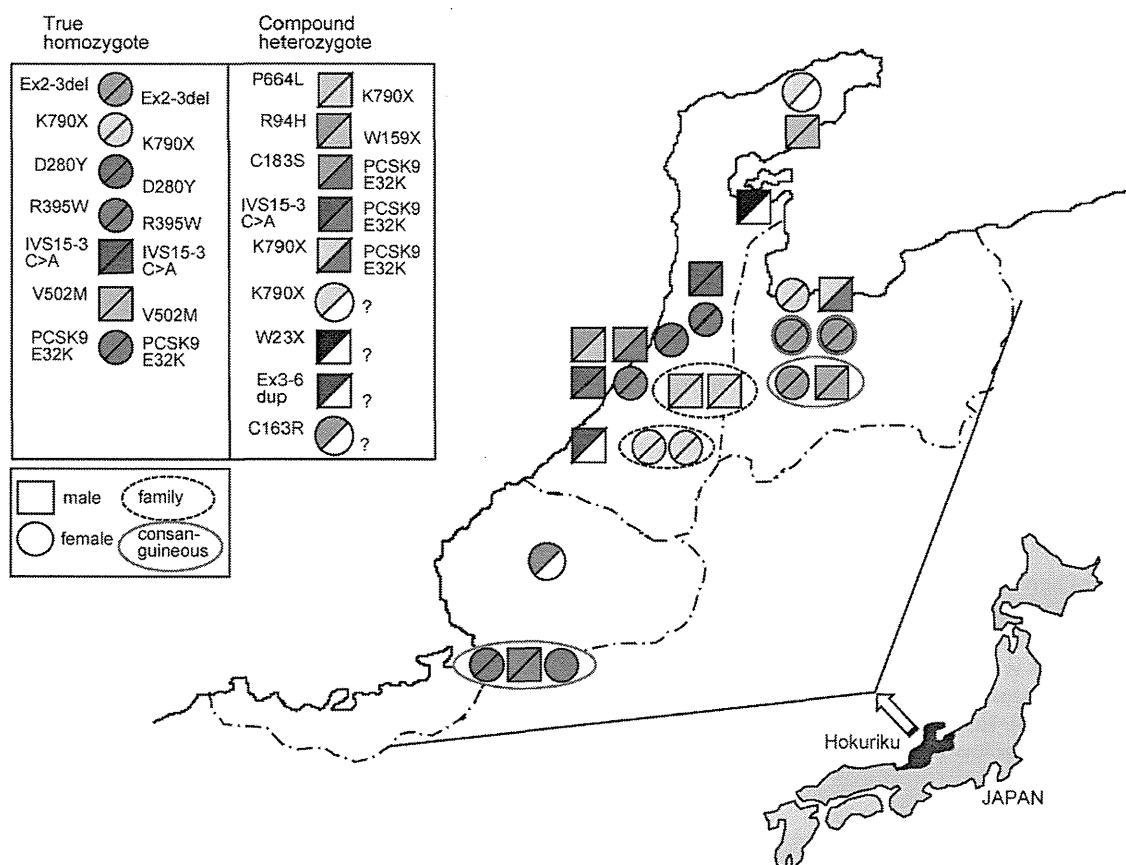 True
homozygote
Ex2-3del
Ex2-3del
K790X
K790X
D280Y
D280Y
R395W
R395W
IVS15-3
C>A
IVS15-3
C>A
V502M
V502M
PCSK9
E32K
PCSK9
E32K
Compound
heterozygote
P664L
K790X
R94H
W159X
C183S
PCSK9
E32K
IVS15-3
C>A
PCSK9
E32K
K790X
PCSK9
E32K
K790X
?
W23X
?
Ex3-6
dup
?
C163R
?
male
family
female
consan-
guineous
Hokuriku
JAPAN